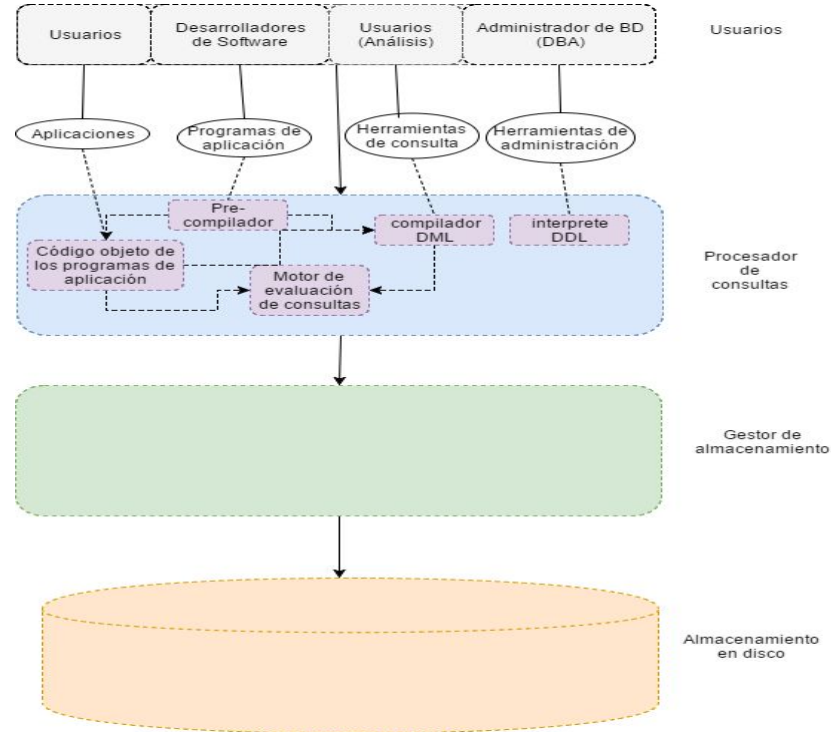 Usuarios
Desarrolladores
de Software
Usuarios
(Análisis)
Administrador de BD
(DBA)
Usuarios
Aplicaciones
Programas de
aplicación
Herramientas
de consulta
Herramientas de
administración
Pre-
compilador
compilador
DML
interprete
DDL
Código objeto de
los programas de
aplicación
Motor de
evaluación
de consultas
Procesador
de
consultas
Gestor de
almacenamiento
Almacenamiento
en disco